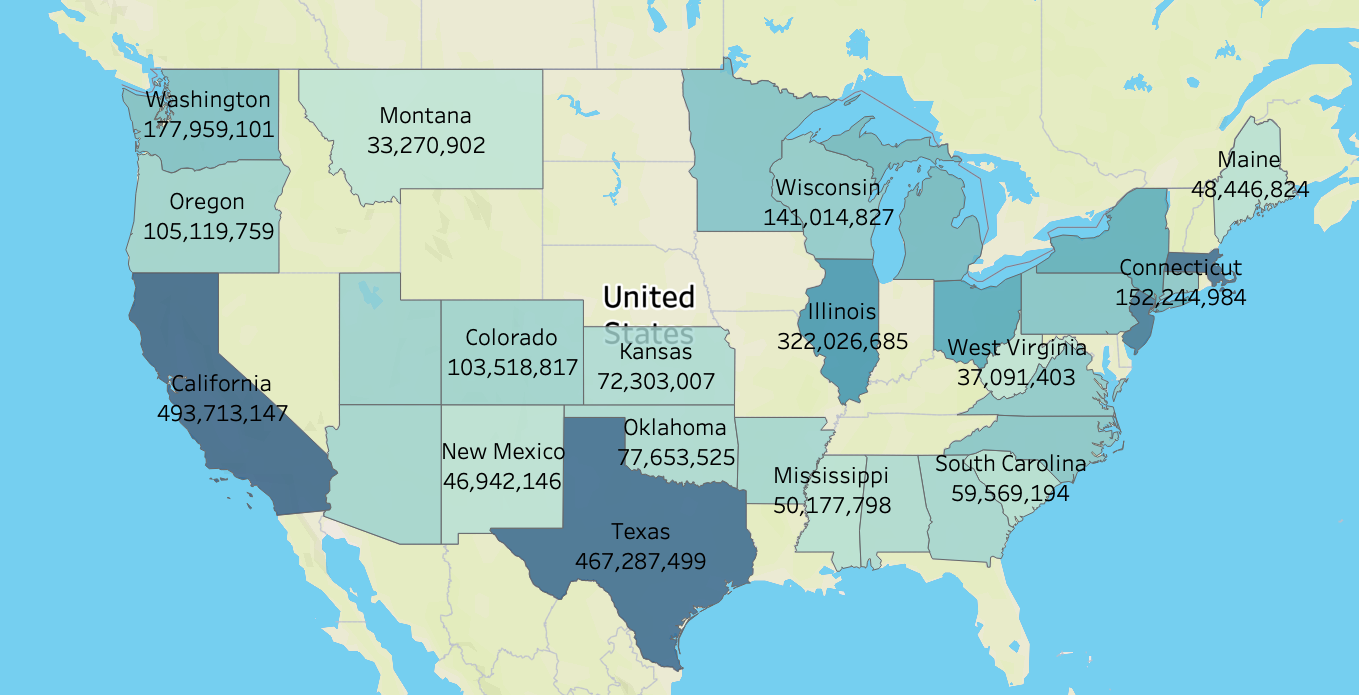 Washington
177,959,101
Montana
33,270,902
Maine
48,446,824
Oregon
105,119,759
Wisconsin
141,014,827
Connecticut
152,244,984
United
States
Illinois
322,026,685
Colorado
103,518,817
Kansas
72,303,007
West Virginia
37,091,403
California
493,713,147
New Mexico
46,942,146
Oklahoma
77,653,525
Mississippi
50,177,798
South Carolina
59,569,194
Texas
467,287,499